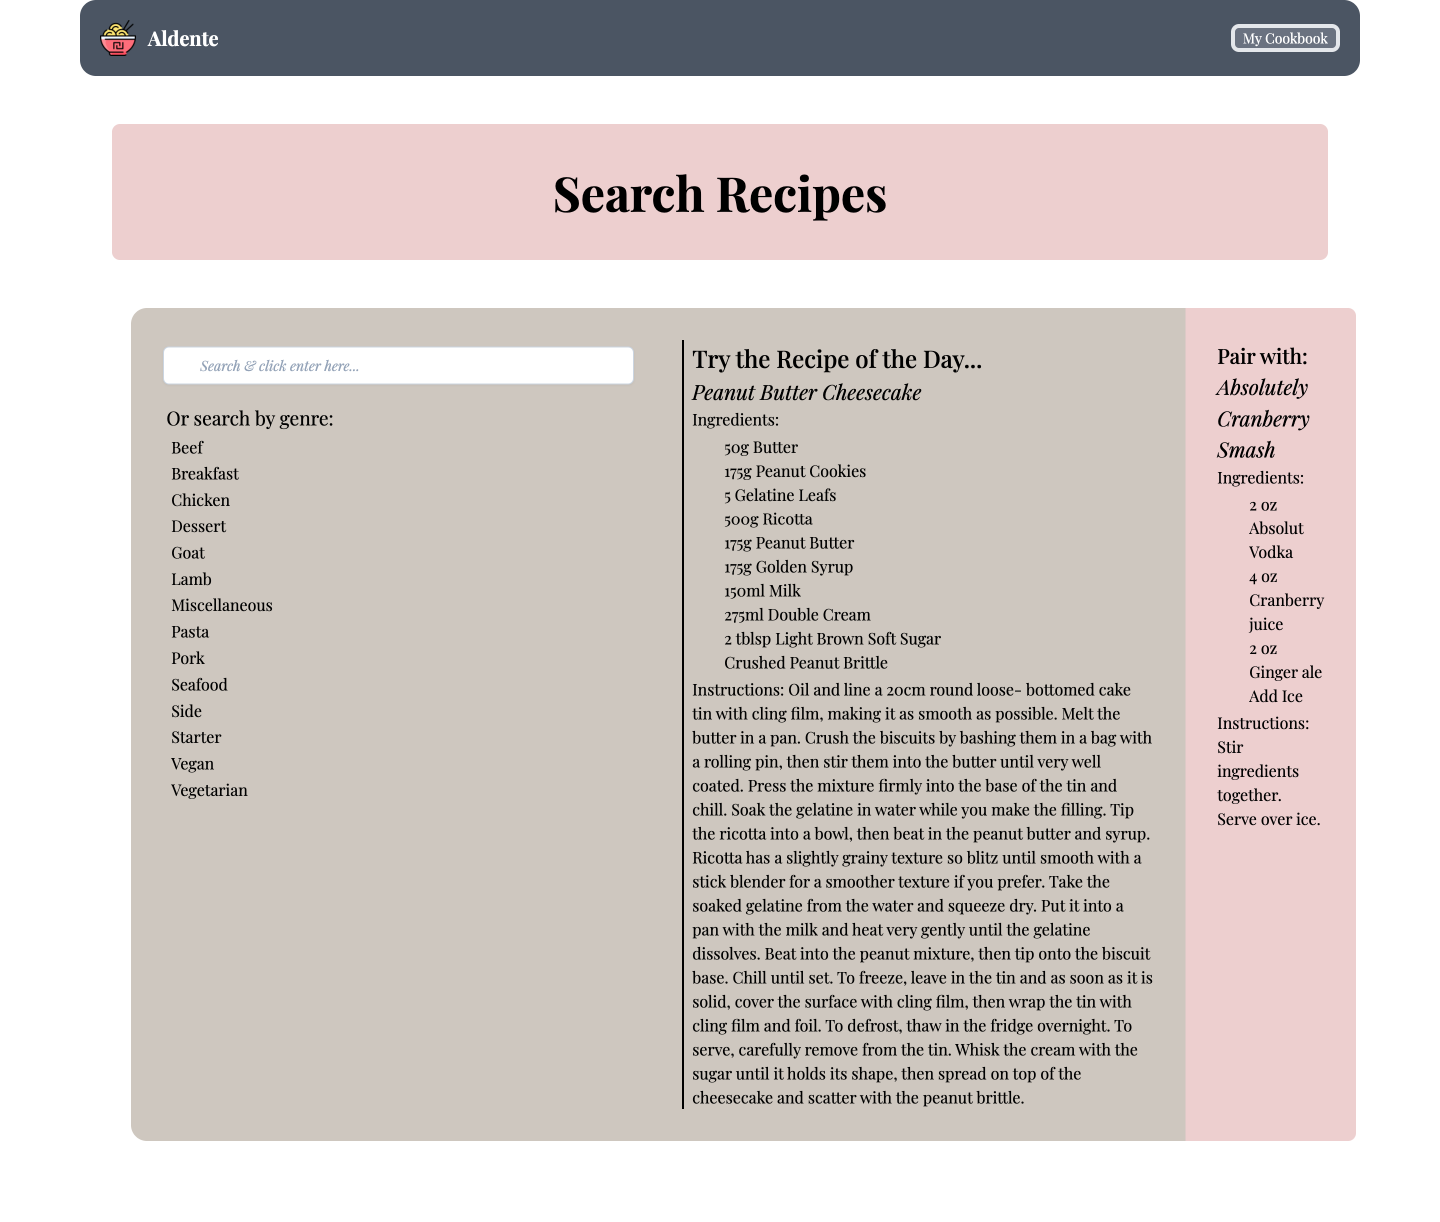 Aldente
My Cookbook
Search Recipes
Search & click enter here...
Or search by genre:
Beef
Breakfast
Chicken
Dessert
Goat
Lamb
Miscellaneous
Pasta
Pork
Seafood
Side
Starter
Vegan
Vegetarian
Try the Recipe of the Day...
Peanut Butter Cheesecake
Ingredients:
50g Butter
175g Peanut Cookies
5 Gelatine Leafs
500g Ricotta
175g Peanut Butter
175g Golden Syrup
150ml Milk
275ml Double Cream
2 tblsp Light Brown Soft Sugar
Crushed Peanut Brittle
Instructions: Oil and line a 20cm round loose- bottomed cake
tin with cling film, making it as smooth as possible. Melt the
butter in a pan. Crush the biscuits by bashing them in a bag with
a rolling pin, then stir them into the butter until very well
coated. Press the mixture firmly into the base of the tin and
chill. Soak the gelatine in water while you make the filling. Tip
the ricotta into a bowl, then beat in the peanut butter and syrup.
Ricotta has a slightly grainy texture so blitz until smooth with a
stick blender for a smoother texture if you prefer. Take the
soaked gelatine from the water and squeeze dry. Put it into a
pan with the milk and heat very gently until the gelatine
dissolves. Beat into the peanut mixture, then tip onto the biscuit
base. Chill until set. To freeze, leave in the tin and as soon as it is
solid, cover the surface with cling film, then wrap the tin with
cling film and foil. To defrost, thaw in the fridge overnight. To
serve, carefully remove from the tin. Whisk the cream with the
sugar until it holds its shape, then spread on top of the
cheesecake and scatter with the peanut brittle.
Pair with:
Absolutely
Cranberry
Smash
Ingredients:
2 oz
Absolut
Vodka
4 oz
Cranberry
juice
2 oz
Ginger ale
Add Ice
Instructions:
Stir
ingredients
together.
Serve over ice.